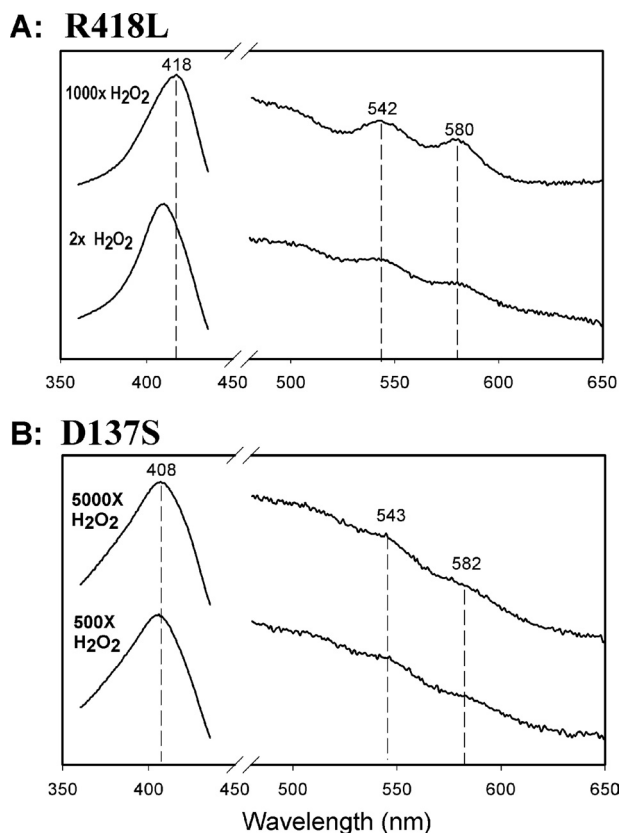 A: R418L
418
1000x H₂O₂
542
580
2x H₂O₂
350 400 450 500 550 600 650
B: D137S
408
5000X
H₂O₂
543
582
500X
H₂O₂
350 400 450 500 550 600 650
Wavelength (nm)